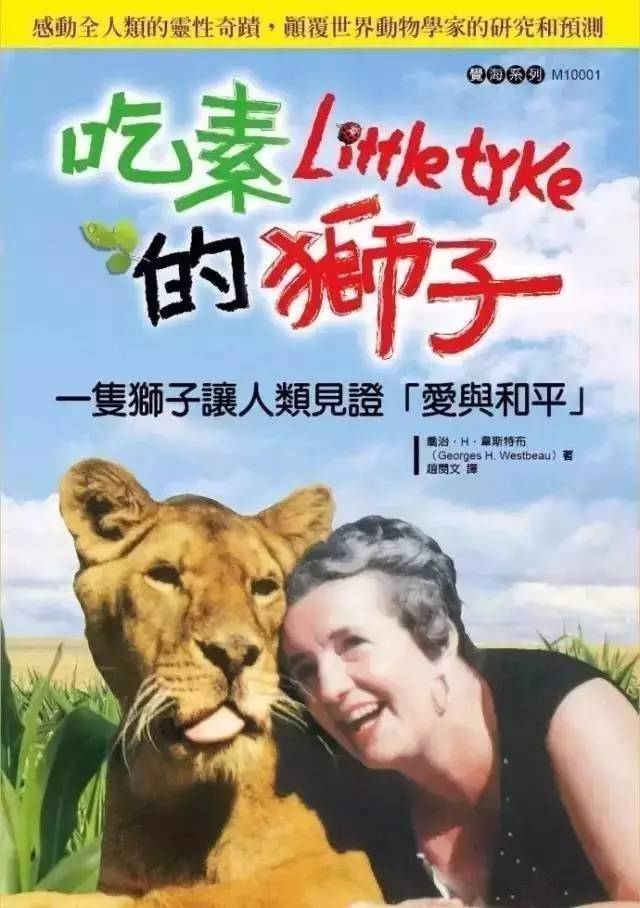 感動全人類的靈性奇蹟，顛覆世界動物學家的研究和預測
覺海系列 M10001
吃素 Little tyke
的獅子
一隻獅子讓人類見證「愛與和平」
喬治．H．韋斯特布
（Georges H. Westbeau）著
趙閔文 譯